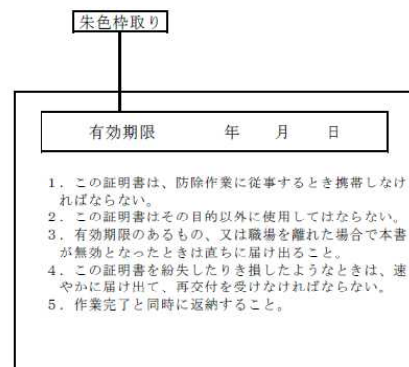 朱色枠取り
有効期限　　　年　　月　　日
1．この証明書は、防除作業に従事するとき携帯しなけ
ればならない。
2．この証明書はその目的以外に使用してはならない。
3．有効期限のあるもの、又は職場を離れた場合で本書
が無効となったときは直ちに届け出ること。
4．この証明書を紛失したりき損したようなときは、速
やかに届け出て、再交付を受けなければならない。
5．作業完了と同時に返納すること。